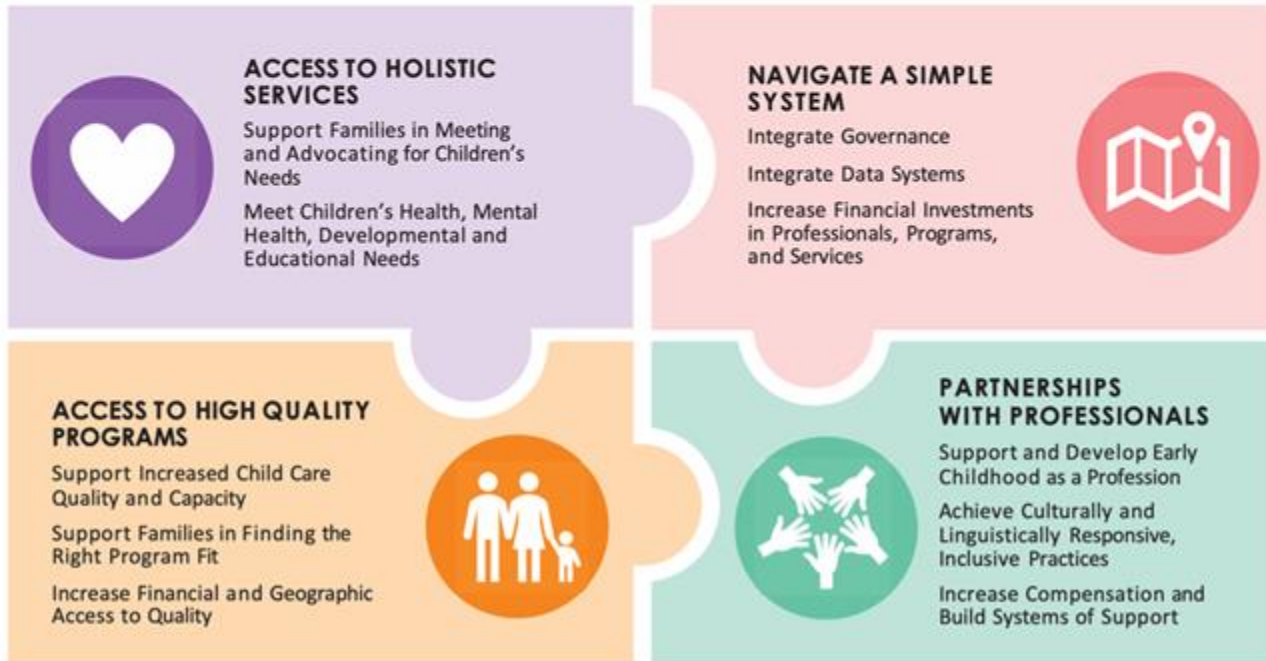 ACCESS TO HOLISTIC
SERVICES
Support Families in Meeting
and Advocating for Children's
Needs
Meet Children's Health, Mental
Health, Developmental and
Educational Needs
NAVIGATE A SIMPLE
SYSTEM
Integrate Governance
Integrate Data Systems
Increase Financial Investments
in Professionals, Programs,
and Services
ACCESS TO HIGH QUALITY
PROGRAMS
Support Increased Child Care
Quality and Capacity
Support Families in Finding the
Right Program Fit
Increase Financial and Geographic
Access to Quality
PARTNERSHIPS
WITH PROFESSIONALS
Support and Develop Early
Childhood as a Profession
Achieve Culturally and
Linguistically Responsive,
Inclusive Practices
Increase Compensation and
Build Systems of Support